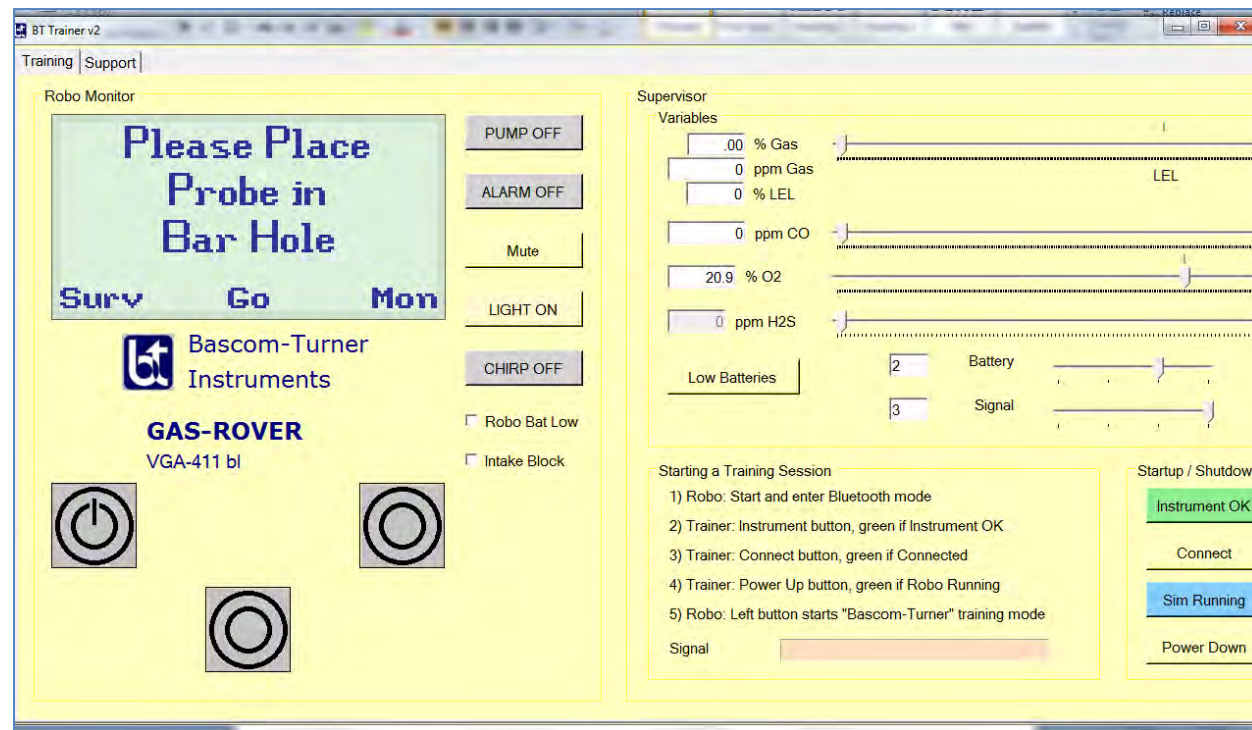 Replace
BT Trainer v2
Training Support
Robo Monitor
Please Place
Probe in
Bar Hole
Surv Go Mon
bt Bascom-Turner
Instruments
GAS-ROVER
VGA-411 bl
PUMP OFF
ALARM OFF
Mute
LIGHT ON
CHIRP OFF
Robo Bat Low
Intake Block
Supervisor
Variables
.00 % Gas
0 ppm Gas
0 % LEL
LEL
0 ppm CO
20.9 % O2
0 ppm H2S
Low Batteries
2 Battery
3 Signal
Starting a Training Session
1) Robo: Start and enter Bluetooth mode
2) Trainer: Instrument button, green if Instrument OK
3) Trainer: Connect button, green if Connected
4) Trainer: Power Up button, green if Robo Running
5) Robo: Left button starts "Bascom-Turner" training mode
Signal
Startup / Shutdow
Instrument OK
Connect
Sim Running
Power Down